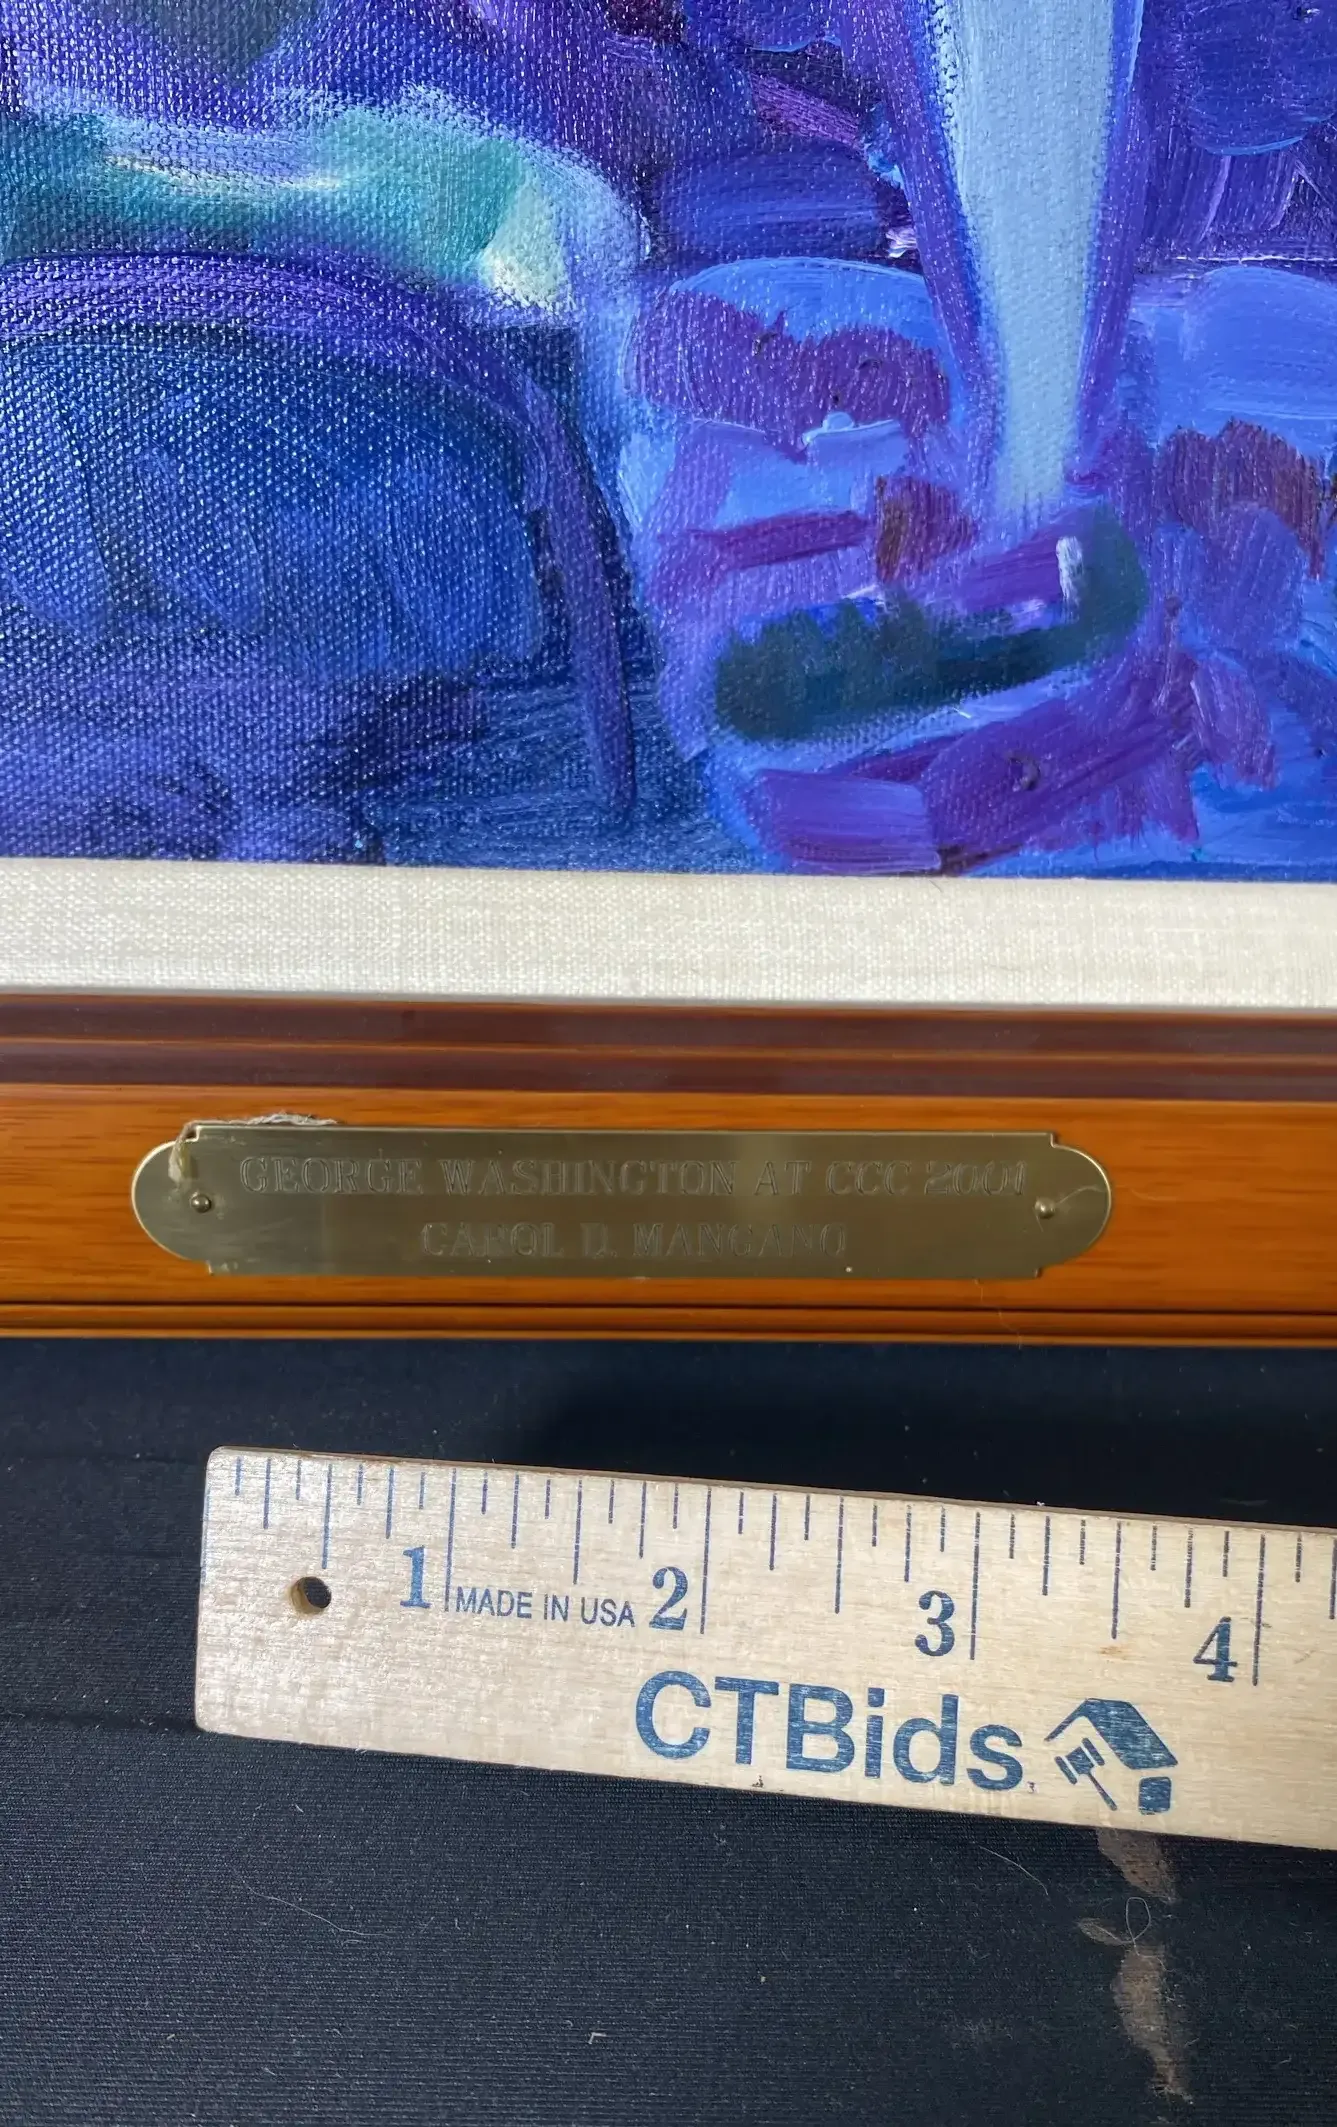 GEORGE WASHINGTON AT CCC 2001
CAROL D. MANGANO
1 2 3 4
MADE IN USA
CTBids